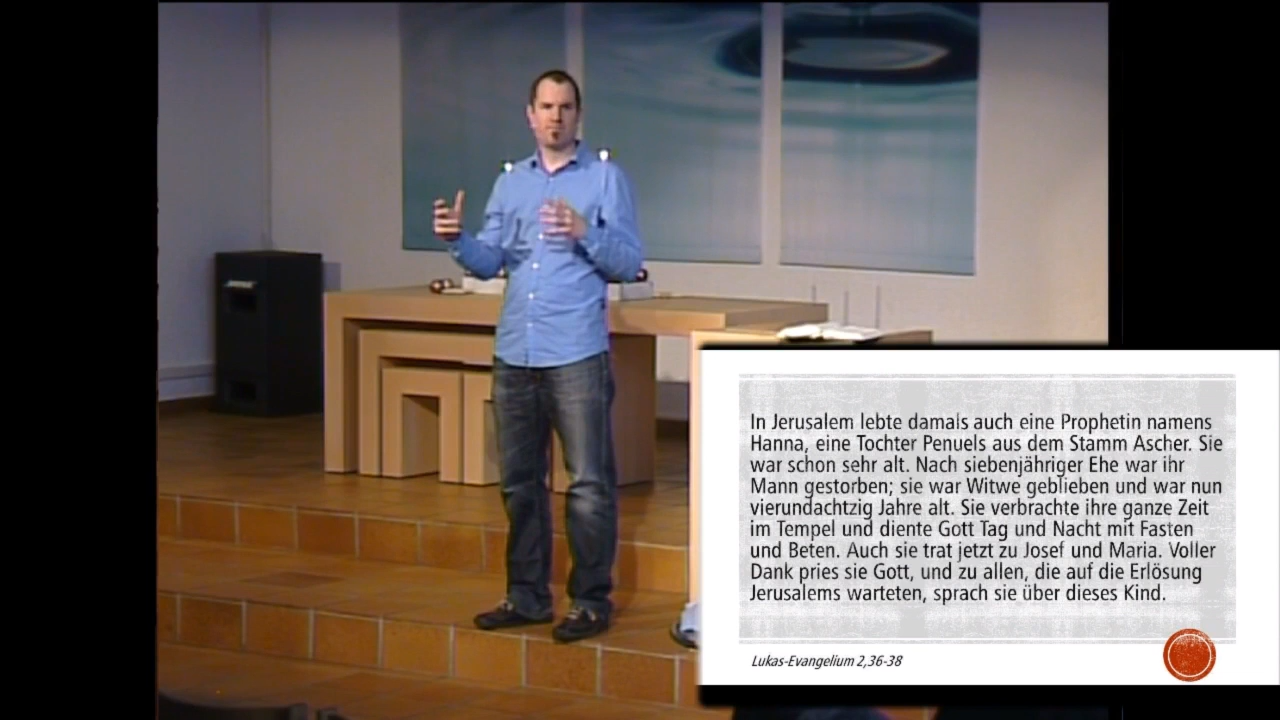 In Jerusalem lebte damals auch eine Prophetin namens
Hanna, eine Tochter Penuels aus dem Stamm Ascher. Sie
war schon sehr alt. Nach siebenjähriger Ehe war ihr
Mann gestorben; sie war Witwe geblieben und war nun
vierundachtzig Jahre alt. Sie verbrachte ihre ganze Zeit
im Tempel und diente Gott Tag und Nacht mit Fasten
und Beten. Auch sie trat jetzt zu Josef und Maria. Voller
Dank pries sie Gott, und zu allen, die auf die Erlösung
Jerusalems warteten, sprach sie über dieses Kind.
Lukas-Evangelium 2,36-38